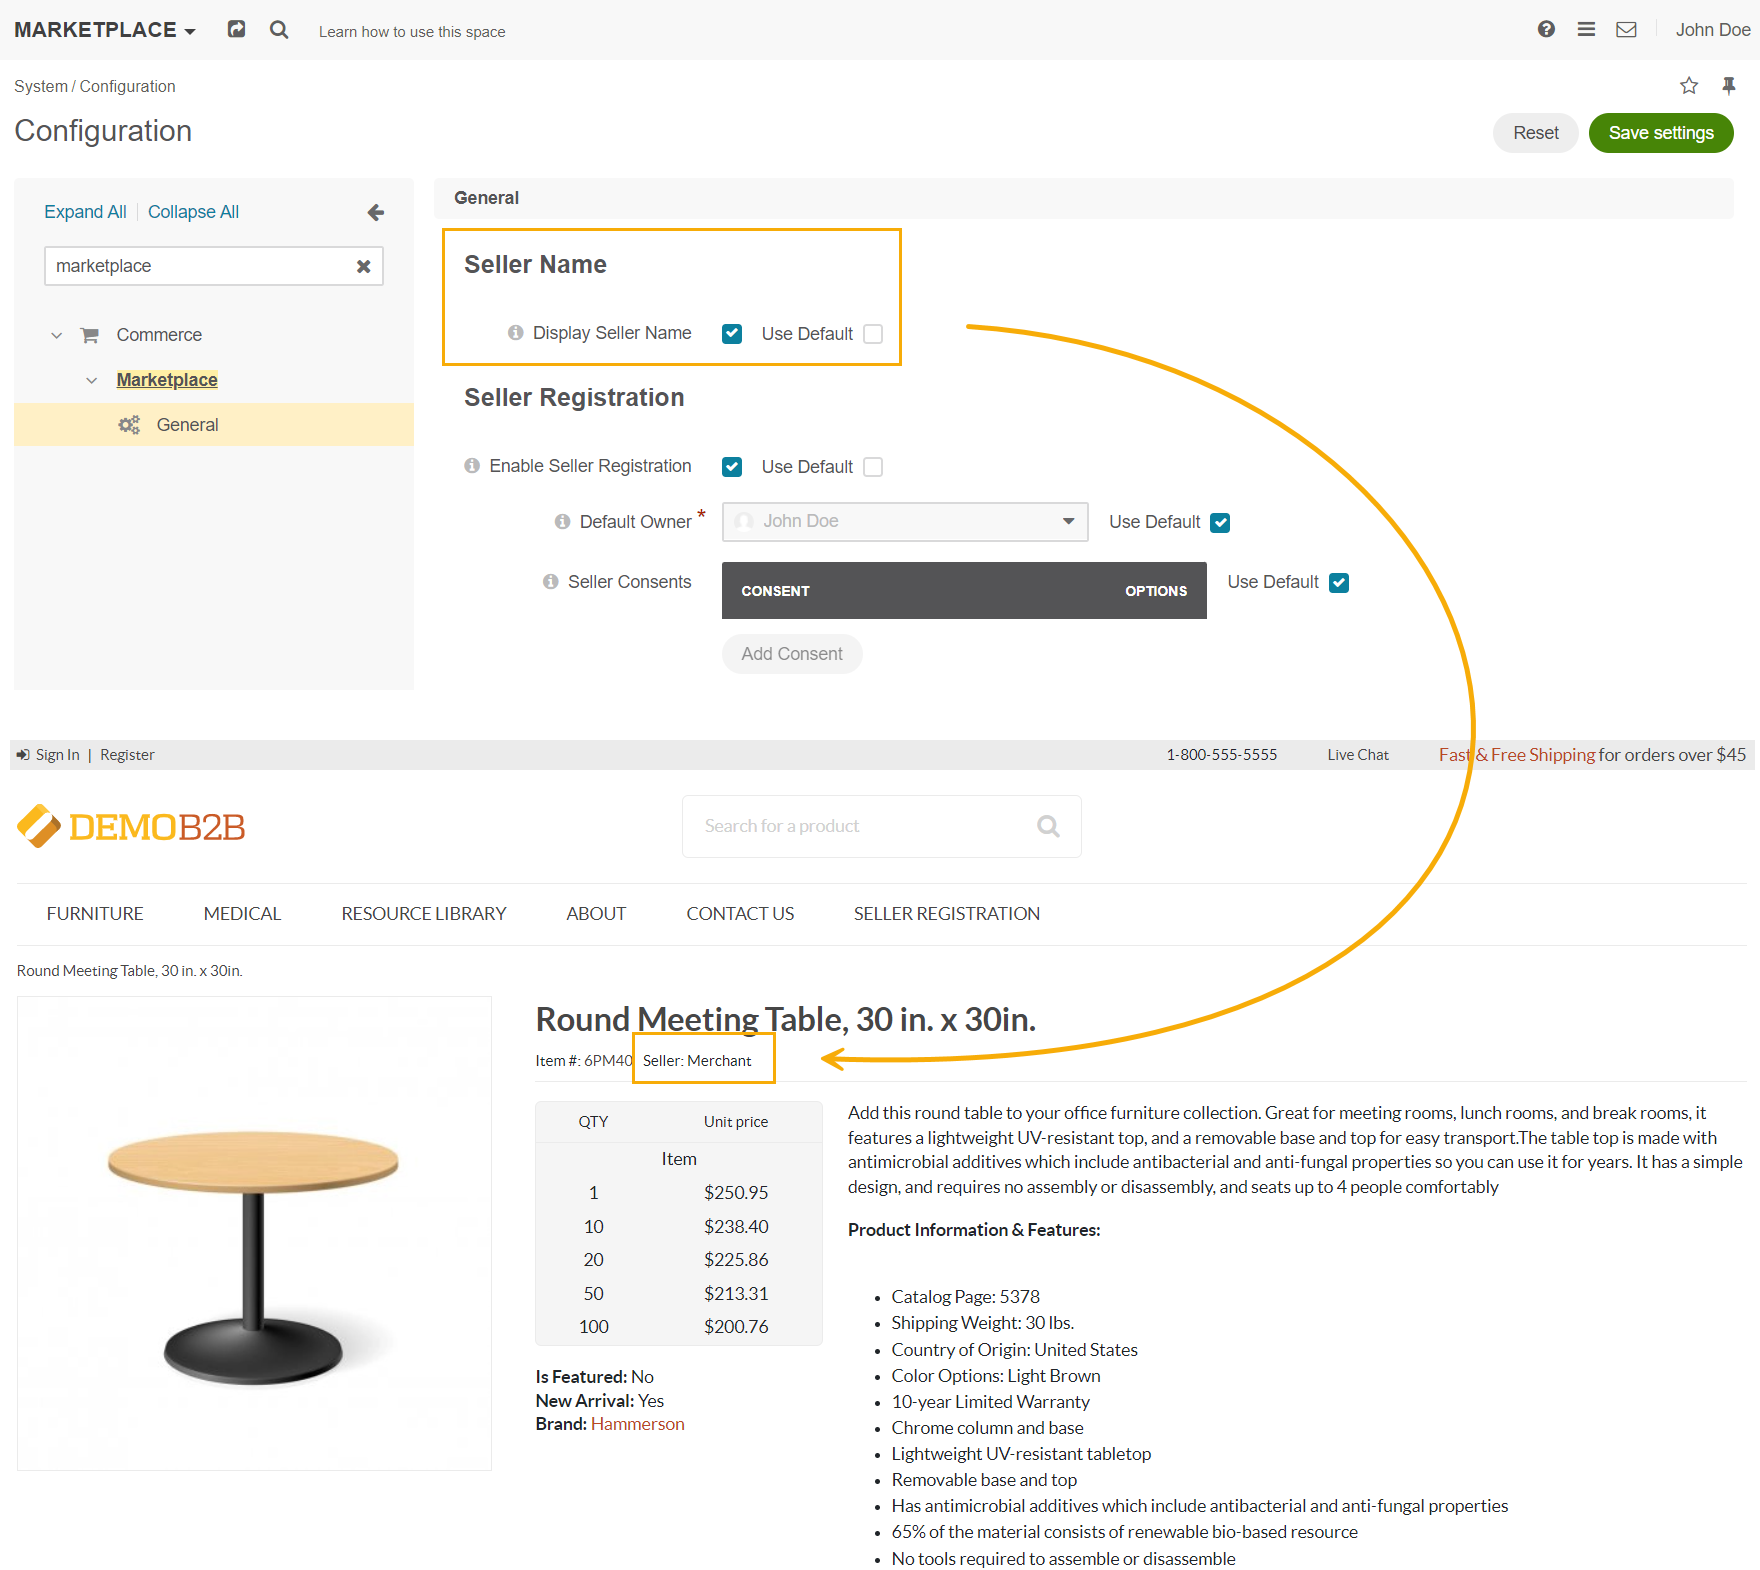 MARKETPLACE Learn how to use this space John Doe
System / Configuration
Configuration
Reset Save settings
Expand All Collapse All
marketplace
Commerce
Marketplace
General
General
Seller Name
Display Seller Name Use Default
Seller Registration
Enable Seller Registration Use Default
Default Owner * John Doe Use Default
Seller Consents CONSENT OPTIONS Use Default
Add Consent
Sign In | Register 1-800-555-5555 Live Chat Fast & Free Shipping for orders over $45
DEMOB2B Search for a product
FURNITURE MEDICAL RESOURCE LIBRARY ABOUT CONTACT US SELLER REGISTRATION
Round Meeting Table, 30 in. x 30in.
Round Meeting Table, 30 in. x 30in.
Item #: 6PM40 Seller: Merchant
QTY Unit price
Item
1 $250.95
10 $238.40
20 $225.86
50 $213.31
100 $200.76
Is Featured: No
New Arrival: Yes
Brand: Hammerson
Add this round table to your office furniture collection. Great for meeting rooms, lunch rooms, and break rooms, it
features a lightweight UV-resistant top, and a removable base and top for easy transport.The table top is made with
antimicrobial additives which include antibacterial and anti-fungal properties so you can use it for years. It has a simple
design, and requires no assembly or disassembly, and seats up to 4 people comfortably
Product Information & Features:
• Catalog Page: 5378
• Shipping Weight: 30 lbs.
• Country of Origin: United States
• Color Options: Light Brown
• 10-year Limited Warranty
• Chrome column and base
• Lightweight UV-resistant tabletop
• Removable base and top
• Has antimicrobial additives which include antibacterial and anti-fungal properties
• 65% of the material consists of renewable bio-based resource
• No tools required to assemble or disassemble